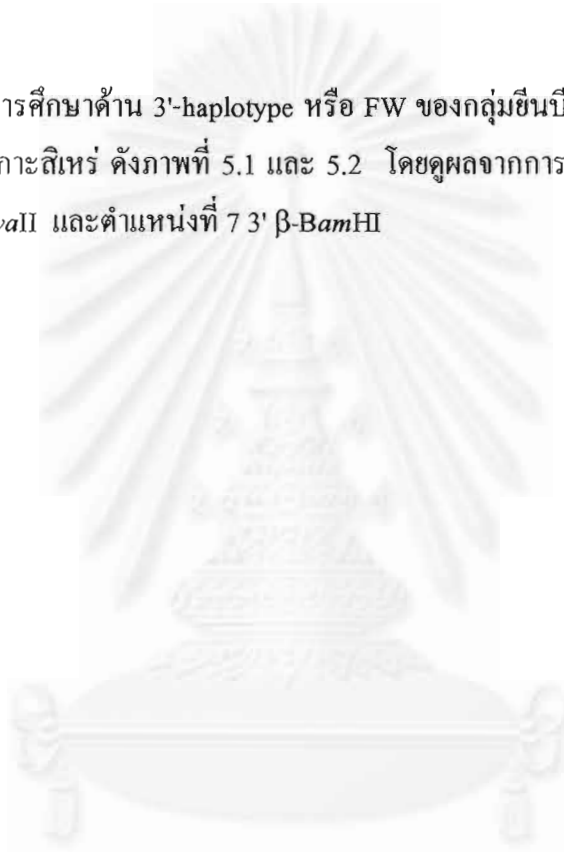 ารศึกษาด้าน 3'-haplotype หรือ FW ของกลุ่มยีนบี
กาะสิเหร่ ดังภาพที่ 5.1 และ 5.2 โดยดูผลจากการ
vaII และตำแหน่งที่ 7 3' β-BamHI